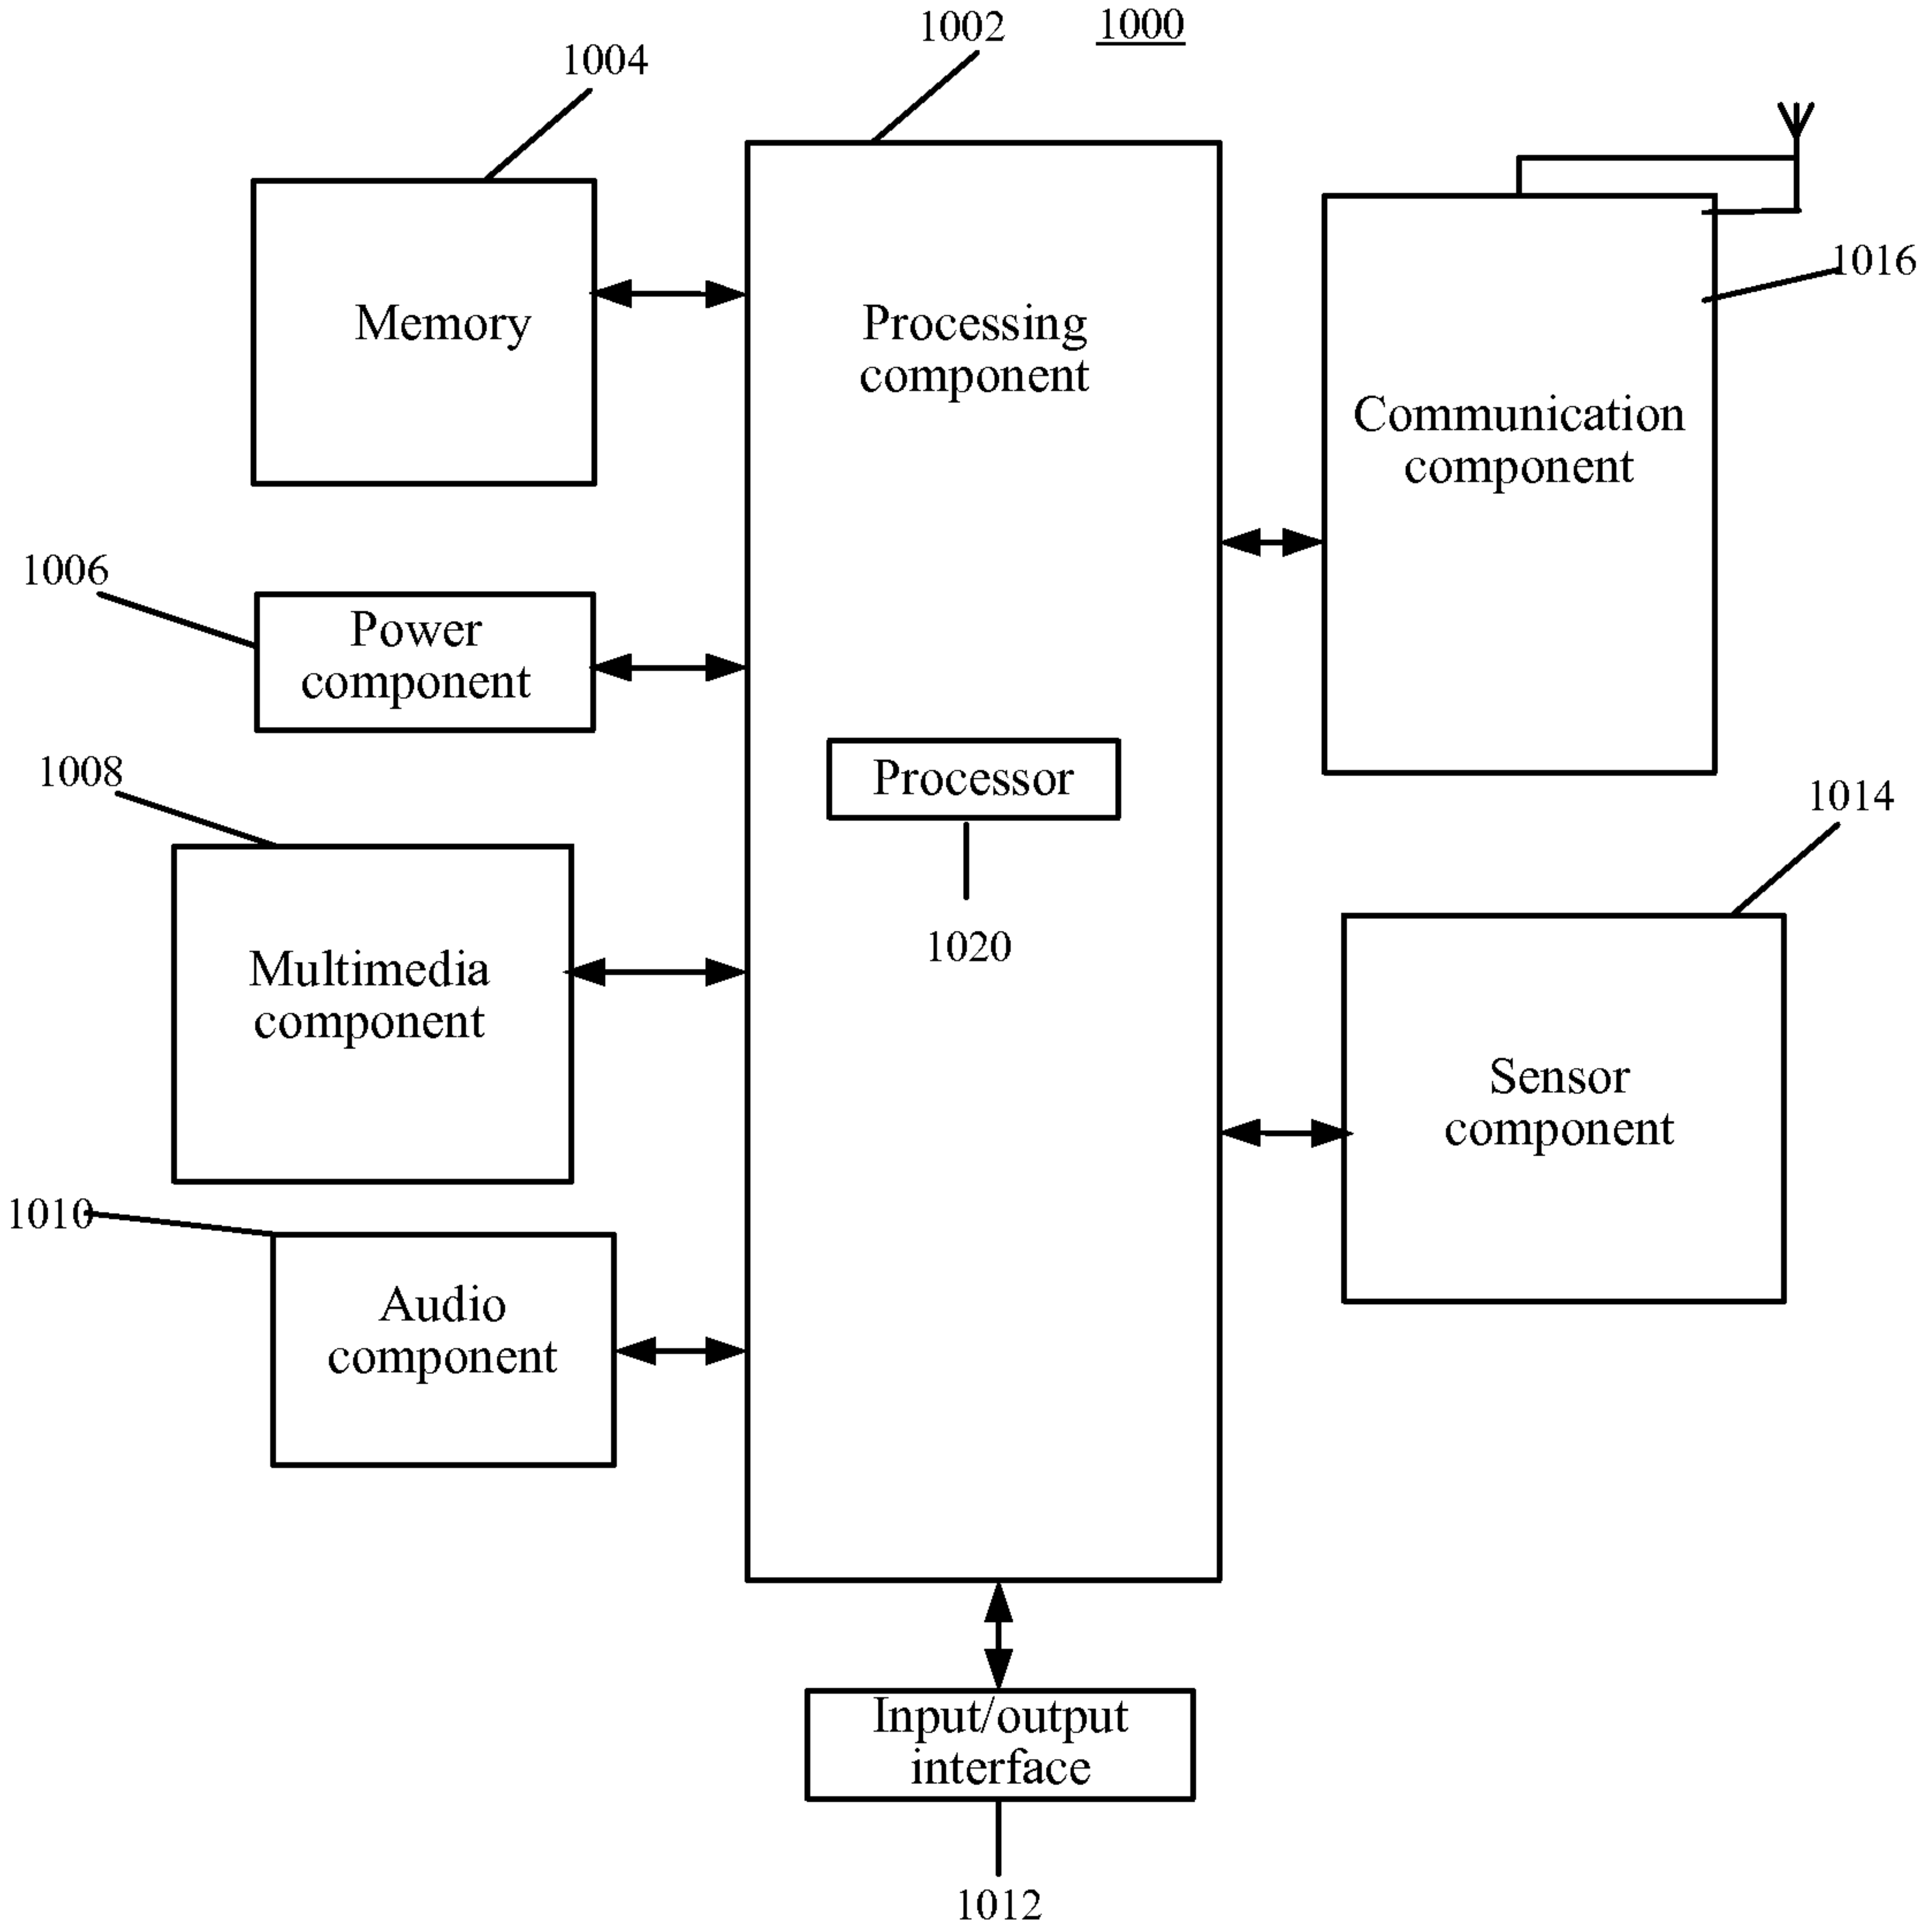 1002
1000
1004
Memory
Processing
component
1016
Communication
component
1006
Power
component
Processor
1020
1008
Multimedia
component
1014
Sensor
component
1010
Audio
component
Input/output
interface
1012